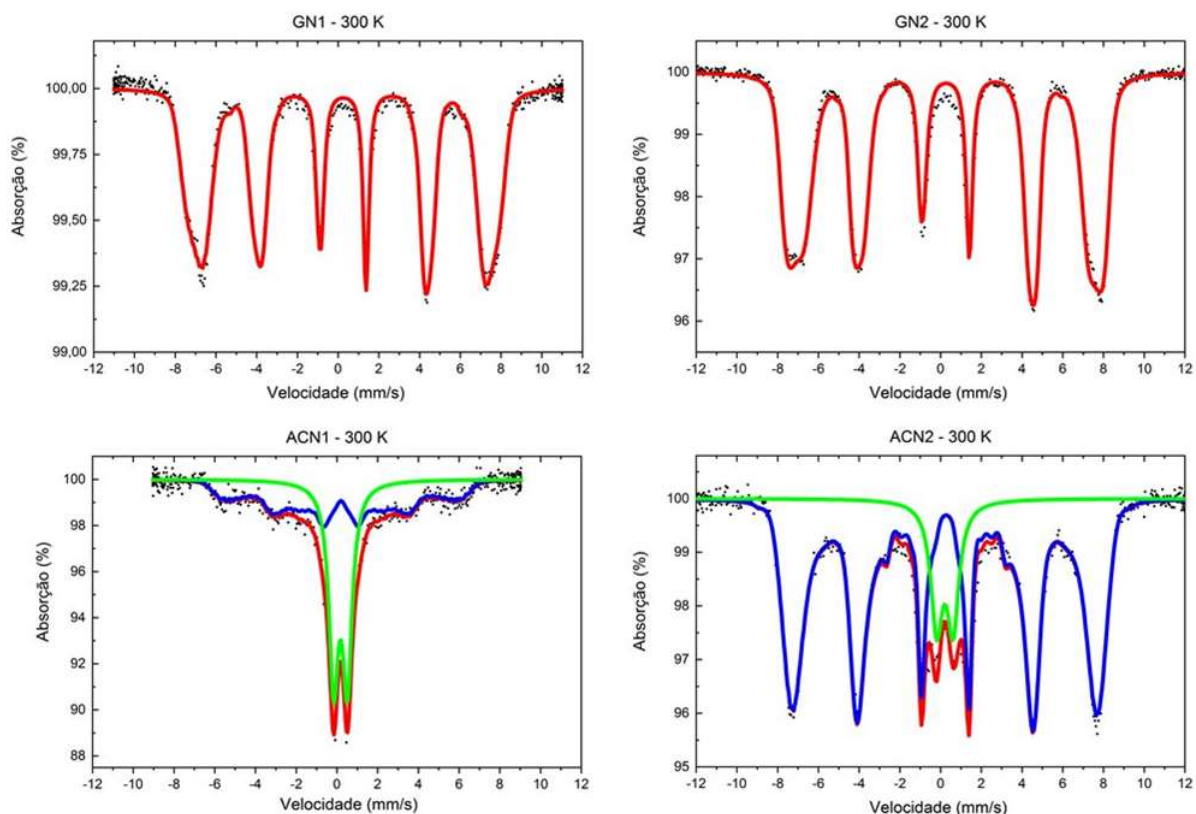 GN1 - 300 K
100,00
99,75
99,50
99,25
99,00
Absorção (%)
-12 -10 -8 -6 -4 -2 0 2 4 6 8 10 12
Velocidade (mm/s)
GN2 - 300 K
100
99
98
97
96
Absorção (%)
-12 -10 -8 -6 -4 -2 0 2 4 6 8 10 12
Velocidade (mm/s)
ACN1 - 300 K
100
98
96
94
92
90
88
Absorção (%)
-12 -10 -8 -6 -4 -2 0 2 4 6 8 10 12
Velocidade (mm/s)
ACN2 - 300 K
100
99
98
97
96
95
Absorção (%)
-12 -10 -8 -6 -4 -2 0 2 4 6 8 10 12
Velocidade (mm/s)